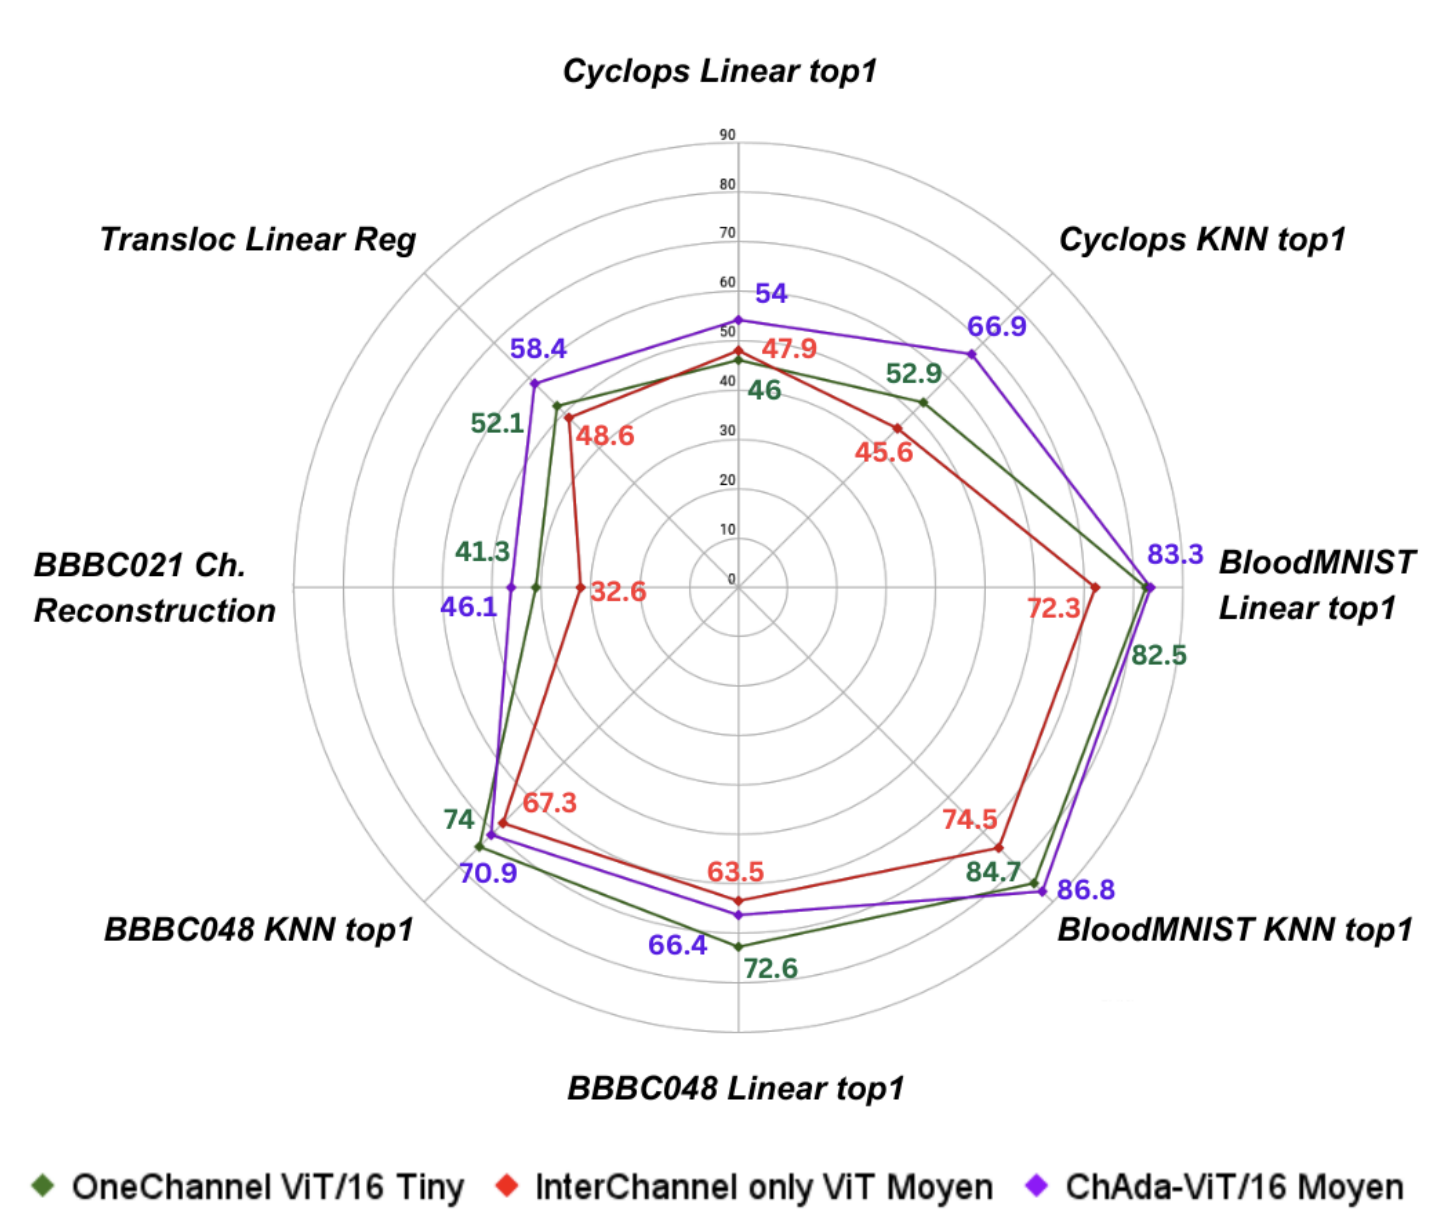 Cyclops Linear top1
90
80
Transloc Linear Reg
Cyclops KNN top1
70
60
54
50
66.9
58.4
47.9
52.9
40
46
52.1
48.6
30
45.6
20
10
41.3
83.3
BBBC021 Ch.
Reconstruction
BloodMNIST
Linear top1
0
32.6
46.1
72.3
82.5
67.3
74
74.5
63.5
84.7
70.9
86.8
BBBC048 KNN top1
BloodMNIST KNN top1
66.4
72.6
BBBC048 Linear top1
OneChannel ViT/16 Tiny
InterChannel only ViT Moyen
ChAda-ViT/16 Moyen